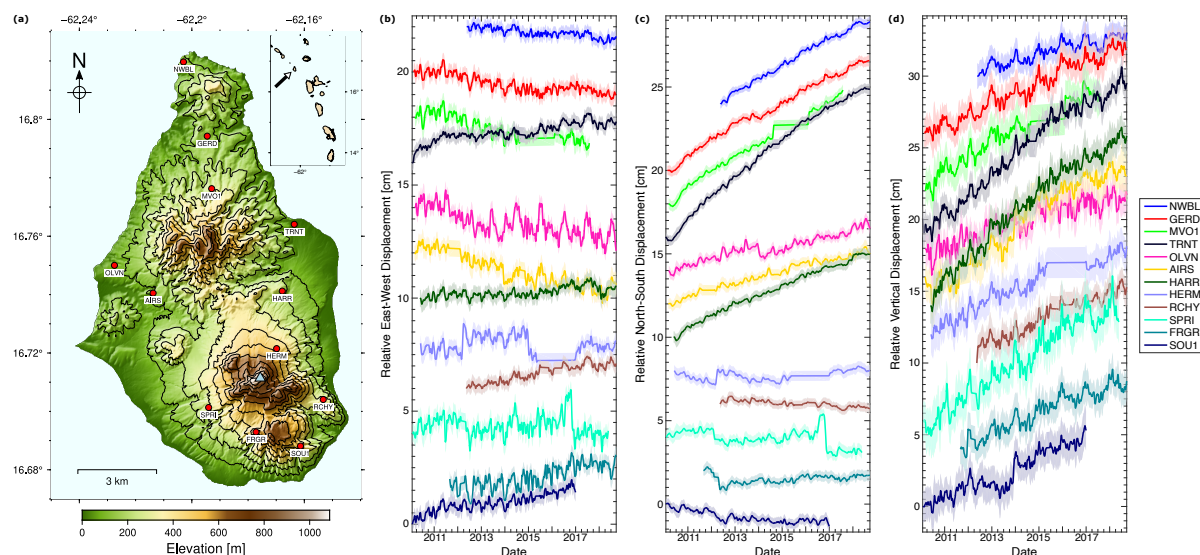 (a)
−62,24
−62,2
−62,16
16,8
16,76
16,72
16,68
N
16°
14°
−62°
NWBL
GERD
MVO1
TRNT
OLVN
AIRS
HARR
HERM
RCHY
SPRI
FRGR
SOU1
3 km
0 200 400 600 800 1000
Elevation [m]
(b)
Relative East-West Displacement [cm]
20
15
10
5
0
2011 2013 2015 2017
Date
(c)
Relative North-South Displacement [cm]
25
20
15
10
5
0
2011 2013 2015 2017
Date
(d)
Relative Vertical Displacement [cm]
30
25
20
15
10
5
0
2011 2013 2015 2017
Date
NWBL
GERD
MVO1
TRNT
OLVN
AIRS
HARR
HERM
RCHY
SPRI
FRGR
SOU1